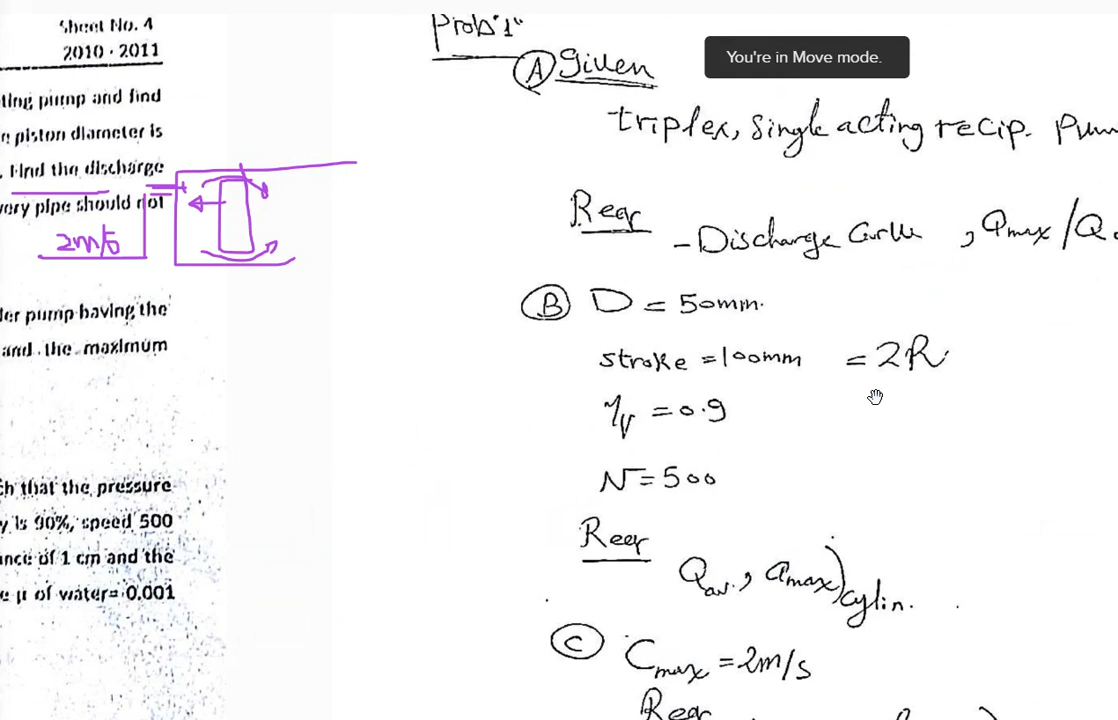 Sheet No. 4
2010 - 2011
ting pump and find
e piston diameter is
. Find the discharge
very pipe should not
2m/s
der pump having the
and the maximum
ch that the pressure
y is 90%, speed 500
ance of 1 cm and the
e μ of water= 0.001
Prob "1"
You're in Move mode.
A Given
triplex, single acting recip. Pum
Req
- Discharge Curve , Qmax / Q
B D = 50mm.
stroke = 100mm = 2R
ηv = 0.9
N = 500
Req
Qav. , Qmax) cylin.
C Cmax = 2m/s
Req